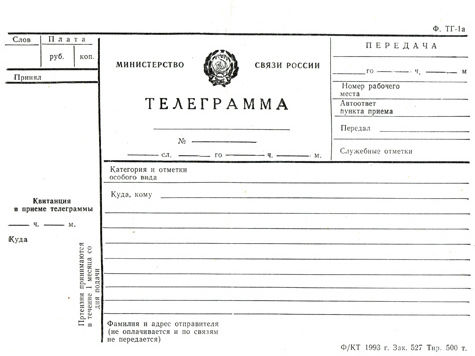 Ф. ТГ-1а
Слов
Плата
руб.
коп.
Принял
МИНИСТЕРСТВО СВЯЗИ РОССИИ
ТЕЛЕГРАММА
№
сл. го ч. м.
ПЕРЕДАЧА
го ч. м.
Номер рабочего
места
Автоответ
пункта приема
Передал
Служебные отметки
Категория и отметки
особого вида
Куда, кому
Квитанция
в приеме телеграммы
ч. м.
Куда
Претензии принимаются
в течение 1 месяца со
дня подачи
Фамилия и адрес отправителя
(не оплачивается и по связям
не передается)
Ф/КТ 1993 г. Зак. 527 Тир. 500 т.